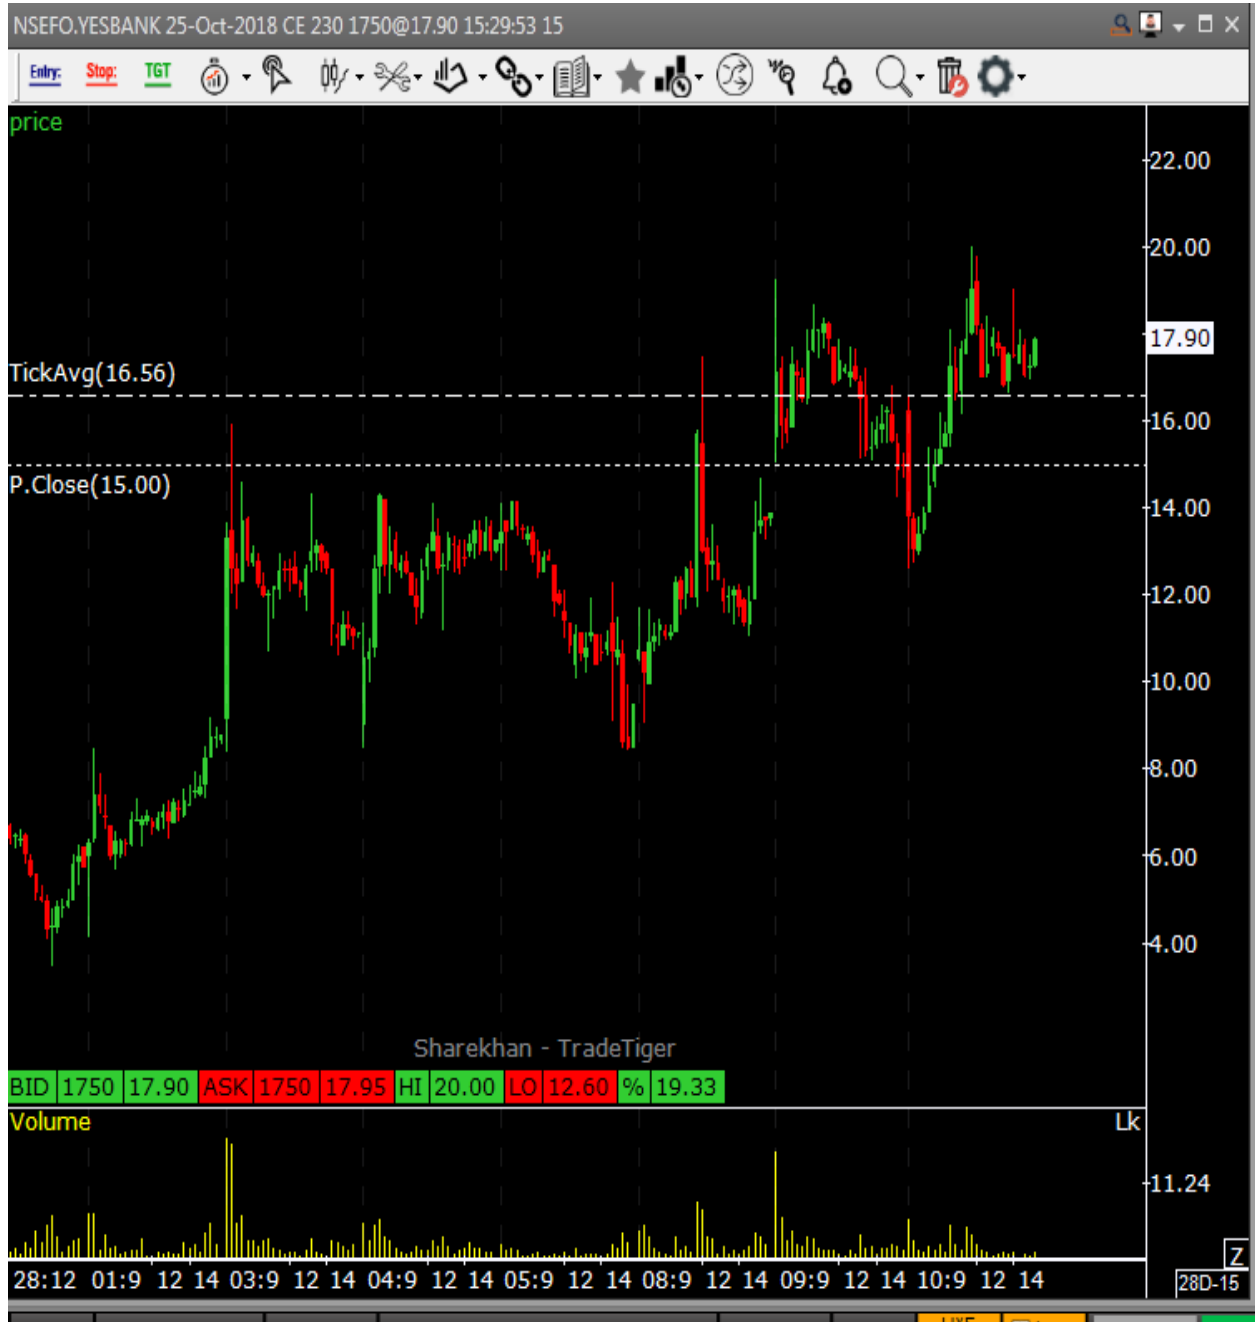 NSEFO.YESBANK 25-Oct-2018 CE 230 1750@17.90 15:29:53 15
Entry: Stop: TGT
price
22.00
20.00
17.90
TickAvg(16.56)
16.00
P.Close(15.00)
14.00
12.00
10.00
8.00
6.00
4.00
Sharekhan - TradeTiger
BID 1750 17.90 ASK 1750 17.95 HI 20.00 LO 12.60 % 19.33
Volume Lk
11.24
Z
28:12 01:9 12 14 03:9 12 14 04:9 12 14 05:9 12 14 08:9 12 14 09:9 12 14 10:9 12 14 28D-15